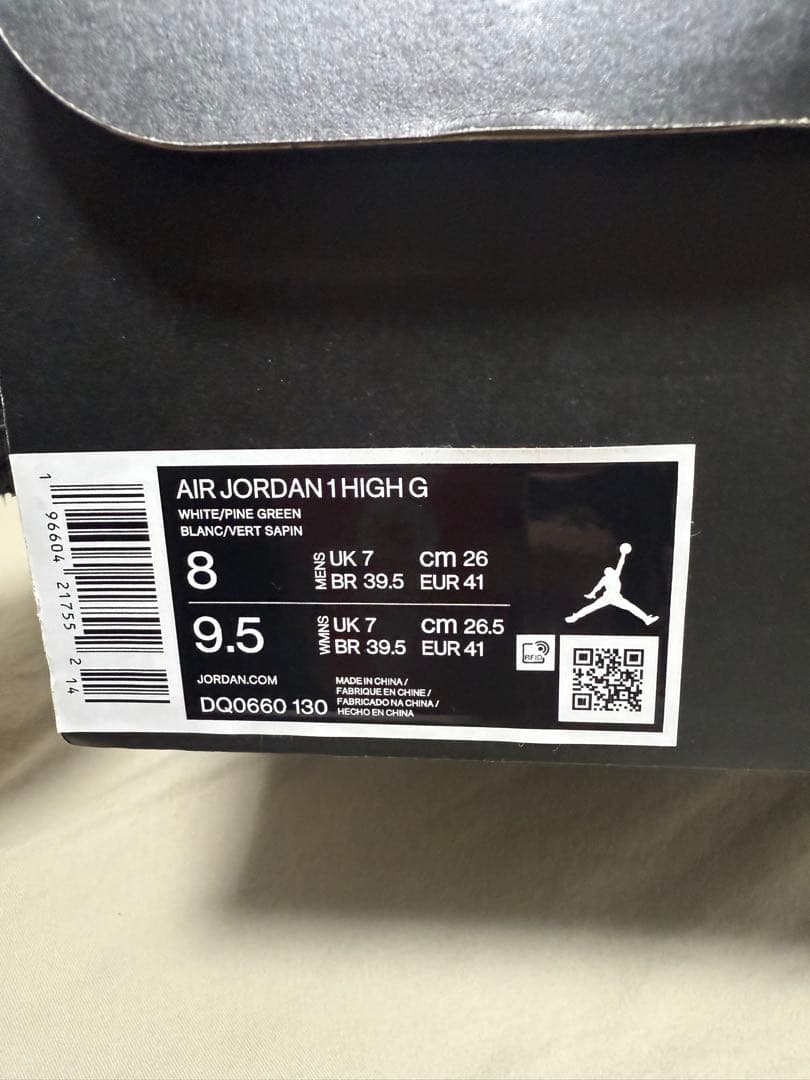 AIR JORDAN 1 HIGH G
WHITE/PINE GREEN
BLANC/VERT SAPIN
8
MENS
UK 7 cm 26
BR 39.5 EUR 41
9.5
WMNS
UK 7 cm 26.5
BR 39.5 EUR 41
RFID
JORDAN.COM
DQ0660 130
MADE IN CHINA /
FABRIQUE EN CHINE /
FABRICADO NA CHINA /
HECHO EN CHINA
1 96604 21755 2 14